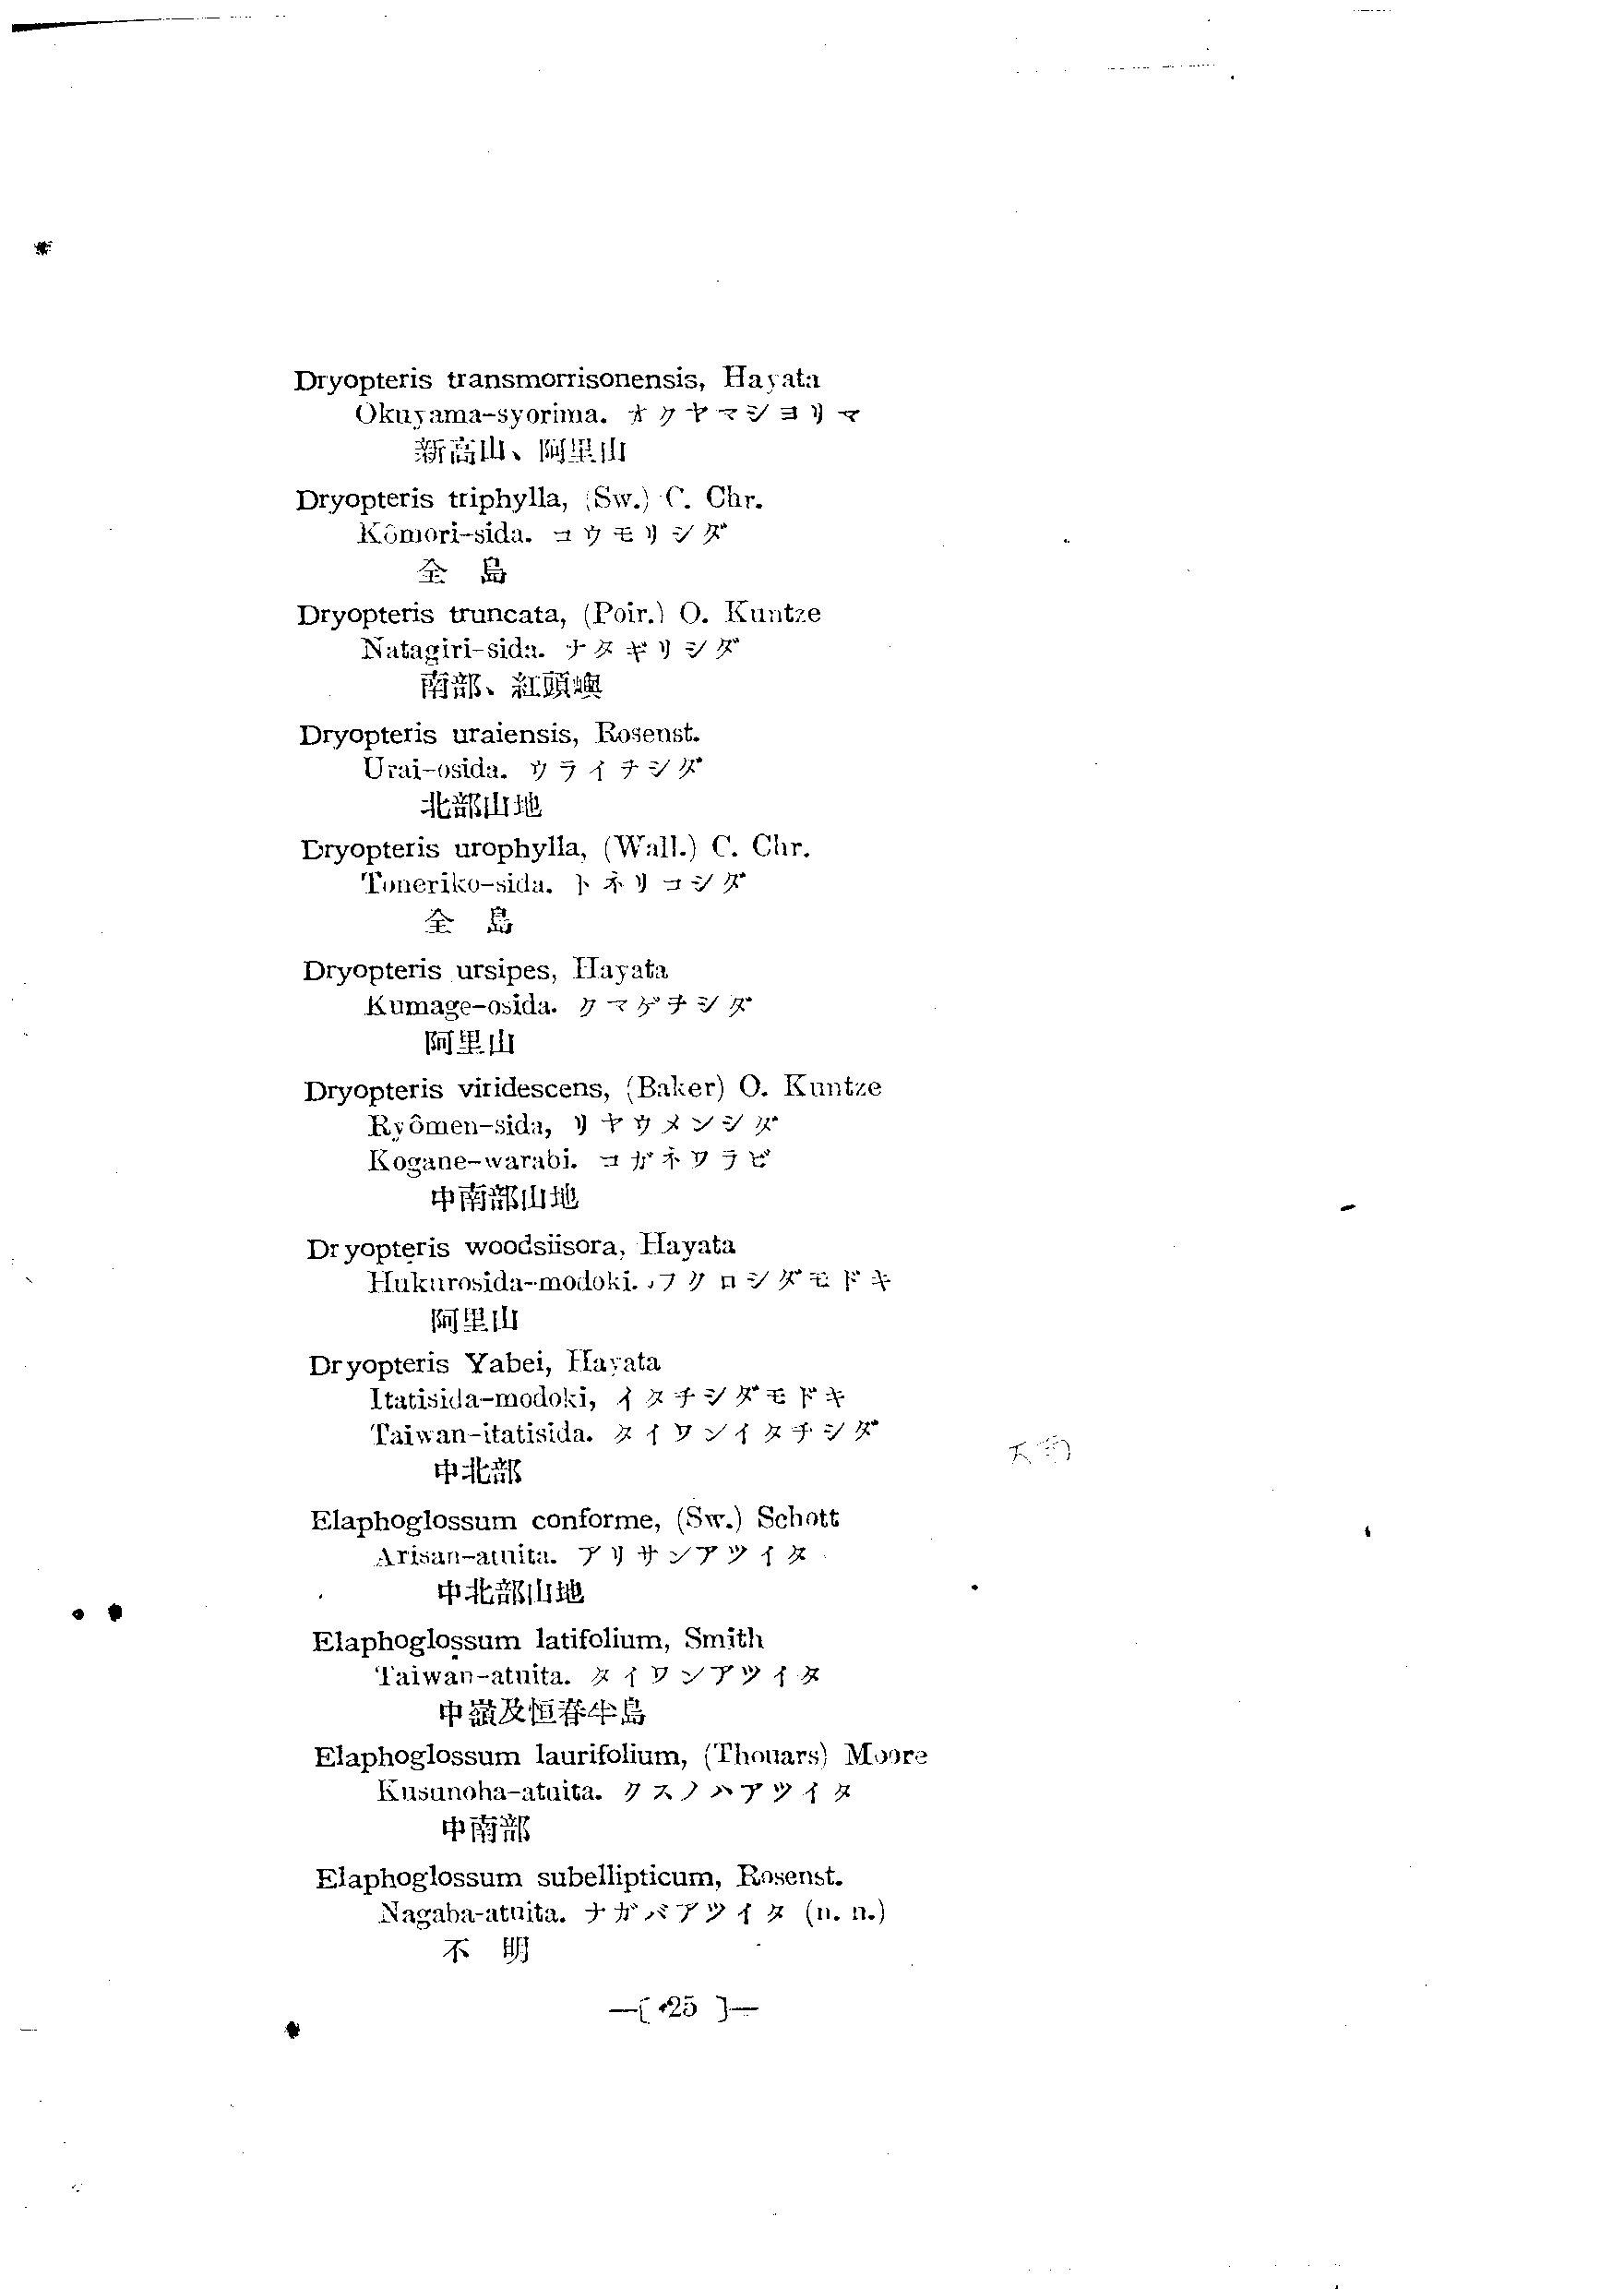 Dryopteris transmorrisonensis, Hayata
Okuyama-syorima. オクヤマシヨリマ
新高山、阿里山
Dryopteris triphylla, (Sw.) C. Chr.
Kômori-sida. コウモリシダ
全 島
Dryopteris truncata, (Poir.) O. Kuntze
Natagiri-sida. ナタギリシダ
南部、紅頭嶼
Dryopteris uraiensis, Rosenst.
Urai-osida. ウライヲシダ
北部山地
Dryopteris urophylla, (Wall.) C. Chr.
Toneriko-sida. トネリコシダ
全 島
Dryopteris ursipes, Hayata
Kumage-osida. クマゲヲシダ
阿里山
Dryopteris viridescens, (Baker) O. Kuntze
Ryômen-sida, リヤウメンシダ
Kogane-warabi. コガネワラビ
中南部山地
Dryopteris woodsiisora, Hayata
Hukurosida-modoki. フクロシダモドキ
阿里山
Dryopteris Yabei, Hayata
Itatisida-modoki, イタチシダモドキ
Taiwan-itatisida. タイワンイタチシダ
中北部
Elaphoglossum conforme, (Sw.) Schott
Arisan-atuita. アリサンアツイタ
中北部山地
Elaphoglossum latifolium, Smith
Taiwan-atuita. タイワンアツイタ
中嶺及恒春半島
Elaphoglossum laurifolium, (Thouars) Moore
Kusunoha-atuita. クスノハアツイタ
中南部
Elaphoglossum subellipticum, Rosenst.
Nagaba-atuita. ナガバアツイタ (n. n.)
不 明
—[ 25 ]—